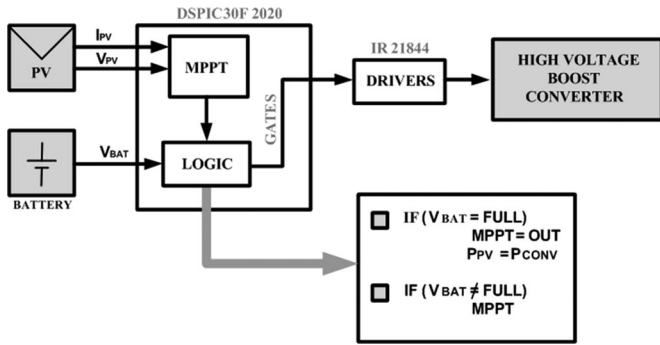 DSPIC30F 2020
IPV
VPV
PV
MPPT
IR 21844
DRIVERS
HIGH VOLTAGE
BOOST
CONVERTER
GATES
VBAT
LOGIC
BATTERY
IF (VBAT = FULL)
MPPT = OUT
PPV = PCONV
IF (VBAT ≠ FULL)
MPPT